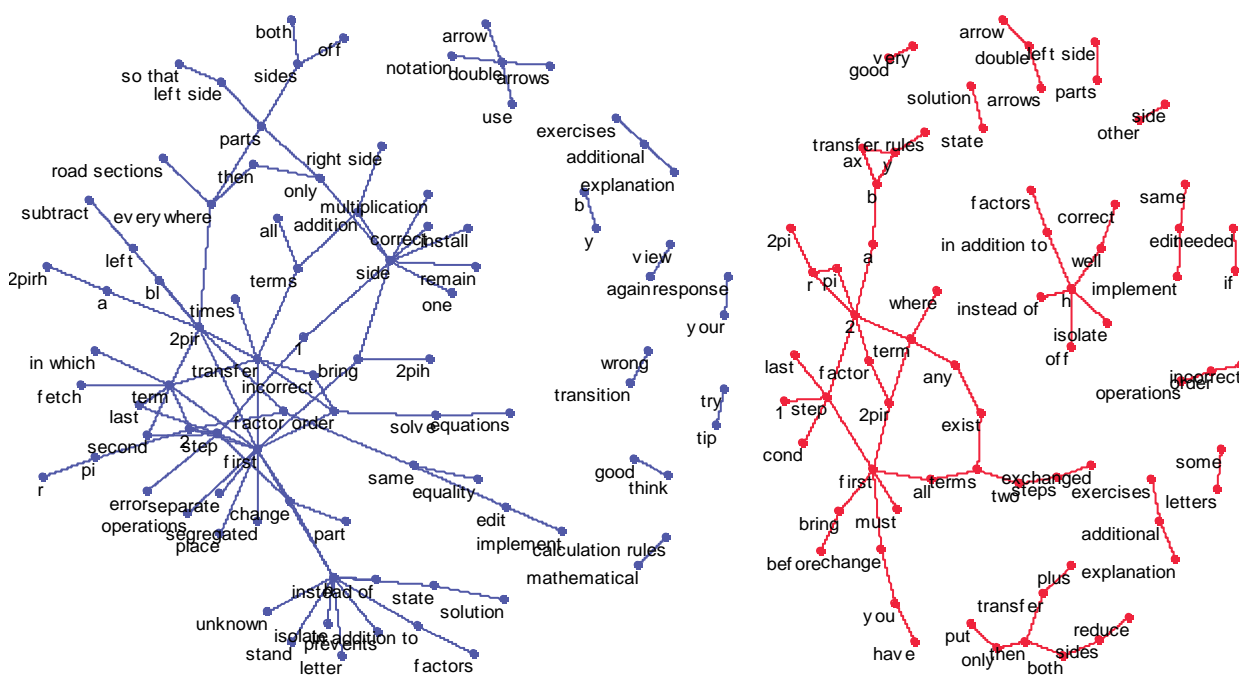 both
off
so that
left side
sides
parts
road sections
then
only
right side
subtract
everywhere
all
addition
multiplication
correct
install
left
terms
side
remain
one
2pirh
a
bl
times
2pir
1
in which
transfer
incorrect
bring
2pih
fetch
term
last
factor
order
solve
equations
second
2
step
first
r
pi
same
equality
error
separate
operations
segregated
place
change
part
edit
implement
instead of
h
state
solution
unknown
isolate
in addition to
prevents
stand
letter
factors
arrow
notation
double
arrows
use
exercises
additional
explanation
b
y
view
again
response
your
wrong
transition
try
tip
good
think
calculation rules
mathematical
very
good
arrow
double
left side
arrows
parts
solution
state
side
other
transfer rules
ax
y
b
2pi
r
pi
a
2
where
term
factor
any
last
1
step
2pir
cond
exist
first
all
terms
two
steps
exchanged
bring
must
before
change
you
have
factors
correct
in addition to
well
instead of
h
isolate
off
same
edit
needed
implement
if
incorrect
operations
order
some
letters
exercises
additional
explanation
plus
transfer
put
only
then
both
sides
reduce